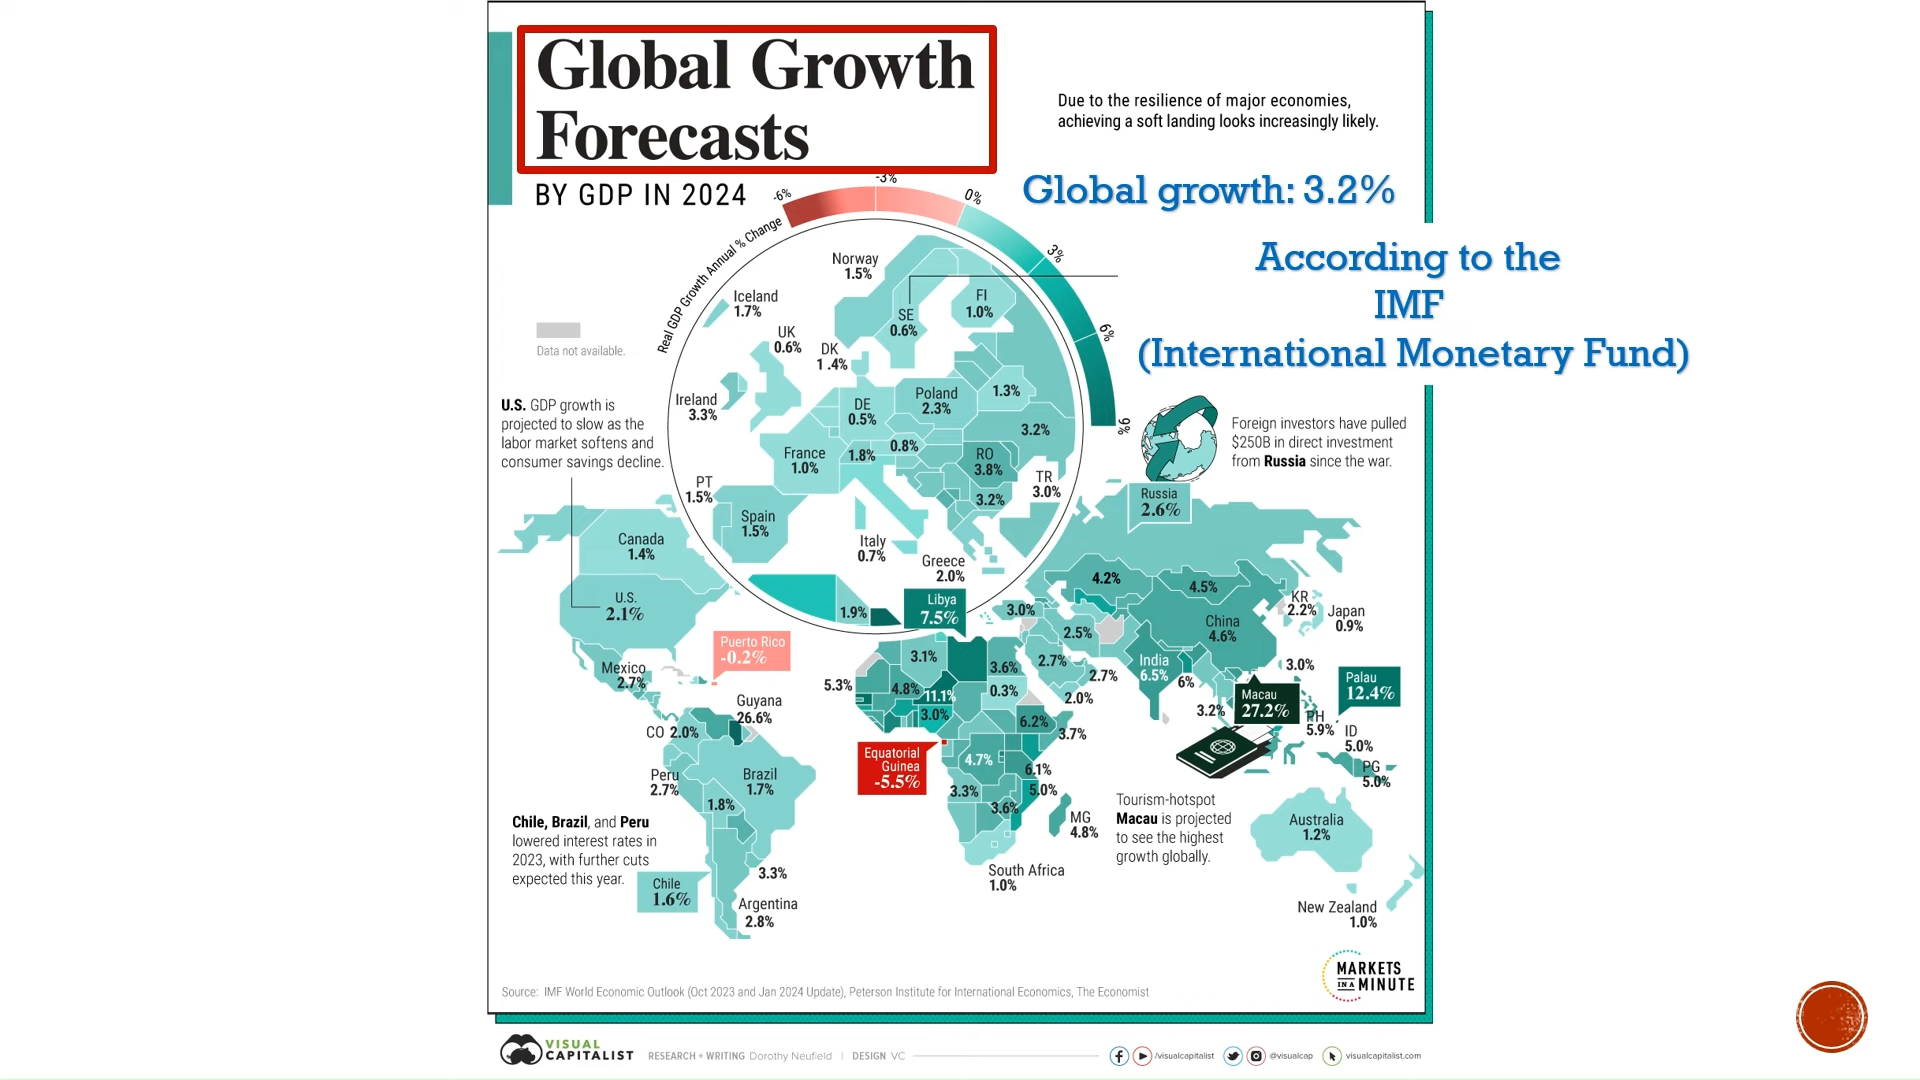 Global Growth
Forecasts
BY GDP IN 2024
Due to the resilience of major economies,
achieving a soft landing looks increasingly likely.
Global growth: 3.2%
According to the
IMF
(International Monetary Fund)
Real GDP Growth Annual % Change
-6%
-3%
0%
3%
6%
9%
Data not available.
U.S. GDP growth is
projected to slow as the
labor market softens and
consumer savings decline.
Norway
1.5%
Iceland
1.7%
FI
1.0%
SE
0.6%
UK
0.6%
DK
1.4%
Ireland
3.3%
DE
0.5%
Poland
2.3%
1.3%
3.2%
France
1.0%
1.8%
0.8%
RO
3.8%
TR
3.0%
3.2%
PT
1.5%
Spain
1.5%
Italy
0.7%
Greece
2.0%
1.9%
Foreign investors have pulled
$250B in direct investment
from Russia since the war.
Russia
2.6%
Canada
1.4%
U.S.
2.1%
Puerto Rico
-0.2%
Mexico
2.7%
Guyana
26.6%
CO 2.0%
Peru
2.7%
Brazil
1.7%
1.8%
Chile, Brazil, and Peru
lowered interest rates in
2023, with further cuts
expected this year.
Chile
1.6%
3.3%
Argentina
2.8%
Libya
7.5%
3.0%
4.2%
4.5%
2.5%
China
4.6%
KR
2.2%
Japan
0.9%
3.1%
3.6%
2.7%
2.7%
India
6.5%
6%
3.0%
5.3%
4.8%
11.1%
0.3%
2.0%
3.0%
6.2%
3.7%
3.2%
Macau
27.2%
Palau
12.4%
PH
5.9%
ID
5.0%
PG
5.0%
Equatorial
Guinea
-5.5%
4.7%
6.1%
3.3%
5.0%
3.6%
MG
4.8%
South Africa
1.0%
Tourism-hotspot
Macau is projected
to see the highest
growth globally.
Australia
1.2%
New Zealand
1.0%
MARKETS
IN A MINUTE
Source: IMF World Economic Outlook (Oct 2023 and Jan 2024 Update), Peterson Institute for International Economics, The Economist
VISUAL
CAPITALIST
RESEARCH + WRITING Dorothy Neufield | DESIGN VC
/visualcapitalist
@visualcap
visualcapitalist.com